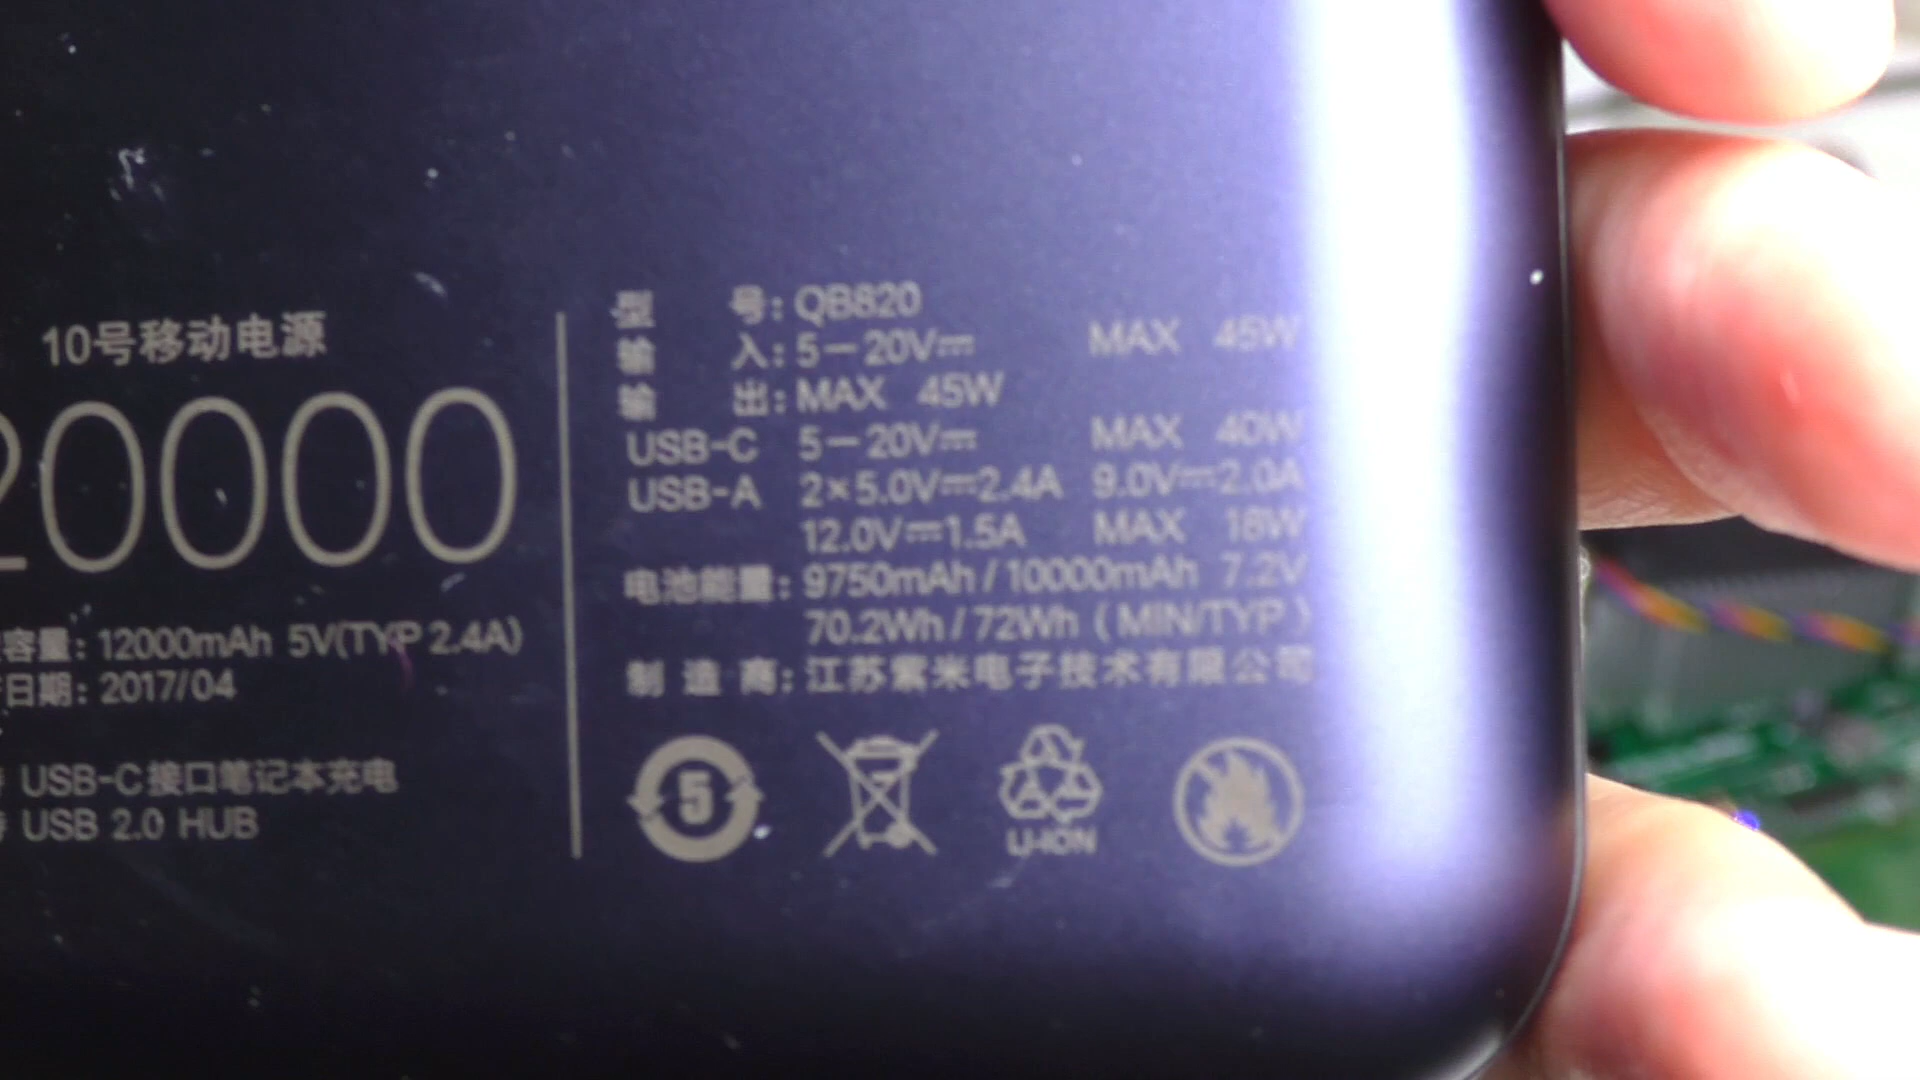 10号移动电源
20000
容量: 12000mAh 5V(TYP 2.4A)
日期: 2017/04
USB-C接口笔记本充电
USB 2.0 HUB
型 号: QB820
输 入: 5－20V⎓ MAX 45W
输 出: MAX 45W
USB-C 5－20V⎓ MAX 40W
USB-A 2×5.0V⎓2.4A 9.0V⎓2.0A
12.0V⎓1.5A MAX 18W
电池能量: 9750mAh / 10000mAh 7.2V
70.2Wh / 72Wh ( MIN/TYP )
制 造 商: 江苏紫米电子技术有限公司
5
LI-ION